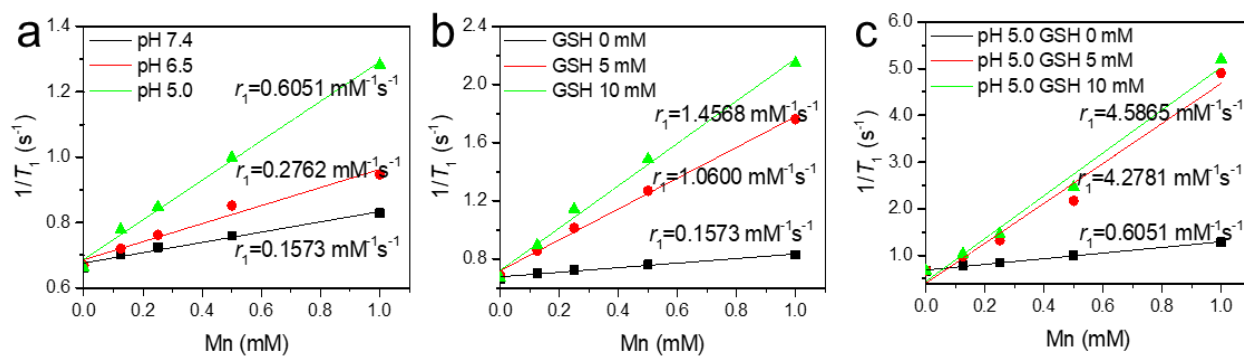 a
pH 7.4
pH 6.5
pH 5.0
r1=0.6051 mM⁻¹s⁻¹
r1=0.2762 mM⁻¹s⁻¹
r1=0.1573 mM⁻¹s⁻¹
1/T1 (s⁻¹)
1.4
1.2
1.0
0.8
0.6
0.0 0.2 0.4 0.6 0.8 1.0
Mn (mM)
b
GSH 0 mM
GSH 5 mM
GSH 10 mM
r1=1.4568 mM⁻¹s⁻¹
r1=1.0600 mM⁻¹s⁻¹
r1=0.1573 mM⁻¹s⁻¹
1/T1 (s⁻¹)
2.4
2.0
1.6
1.2
0.8
0.0 0.2 0.4 0.6 0.8 1.0
Mn (mM)
c
pH 5.0 GSH 0 mM
pH 5.0 GSH 5 mM
pH 5.0 GSH 10 mM
r1=4.5865 mM⁻¹s⁻¹
r1=4.2781 mM⁻¹s⁻¹
r1=0.6051 mM⁻¹s⁻¹
1/T1 (s⁻¹)
6.0
5.0
4.0
3.0
2.0
1.0
0.0 0.2 0.4 0.6 0.8 1.0
Mn (mM)